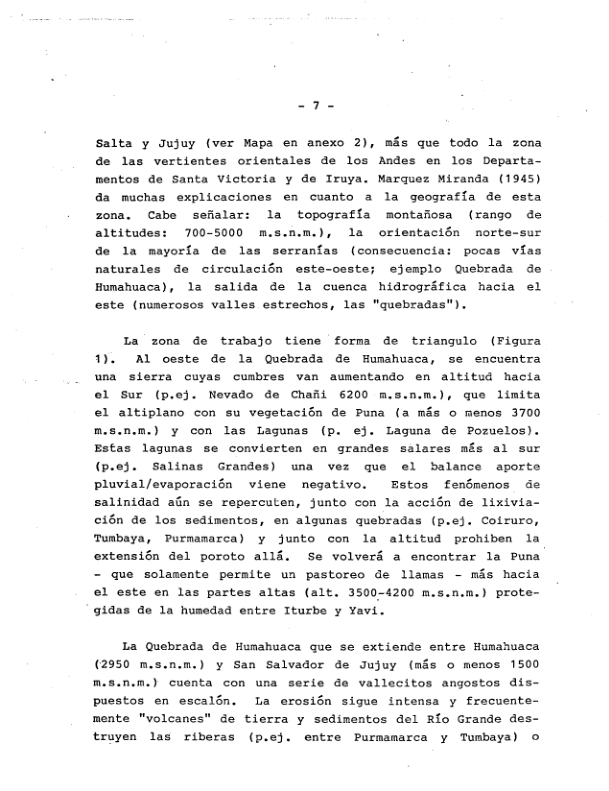 - 7 -
Salta y Jujuy (ver Mapa en anexo 2), más que todo la zona
de las vertientes orientales de los Andes en los Departa-
mentos de Santa Victoria y de Iruya. Marquez Miranda (1945)
da muchas explicaciones en cuanto a la geografía de esta
zona. Cabe señalar: la topografía montañosa (rango de
altitudes: 700-5000 m.s.n.m.), la orientación norte-sur
de la mayoría de las serranías (consecuencia: pocas vías
naturales de circulación este-oeste; ejemplo Quebrada de
Humahuaca), la salida de la cuenca hidrográfica hacia el
este (numerosos valles estrechos, las "quebradas").
La zona de trabajo tiene forma de triangulo (Figura
1). Al oeste de la Quebrada de Humahuaca, se encuentra
una sierra cuyas cumbres van aumentando en altitud hacia
el Sur (p.ej. Nevado de Chañi 6200 m.s.n.m.), que limita
el altiplano con su vegetación de Puna (a más o menos 3700
m.s.n.m.) y con las Lagunas (p. ej. Laguna de Pozuelos).
Estas lagunas se convierten en grandes salares más al sur
(p.ej. Salinas Grandes) una vez que el balance aporte
pluvial/evaporación viene negativo. Estos fenómenos de
salinidad aún se repercuten, junto con la acción de lixivia-
ción de los sedimentos, en algunas quebradas (p.ej. Coiruro,
Tumbaya, Purmamarca) y junto con la altitud prohiben la
extensión del poroto allá. Se volverá a encontrar la Puna
- que solamente permite un pastoreo de llamas - más hacia
el este en las partes altas (alt. 3500-4200 m.s.n.m.) prote-
gidas de la humedad entre Iturbe y Yavi.
La Quebrada de Humahuaca que se extiende entre Humahuaca
(2950 m.s.n.m.) y San Salvador de Jujuy (más o menos 1500
m.s.n.m.) cuenta con una serie de vallecitos angostos dis-
puestos en escalón. La erosión sigue intensa y frecuente-
mente "volcanes" de tierra y sedimentos del Río Grande des-
truyen las riberas (p.ej. entre Purmamarca y Tumbaya) o